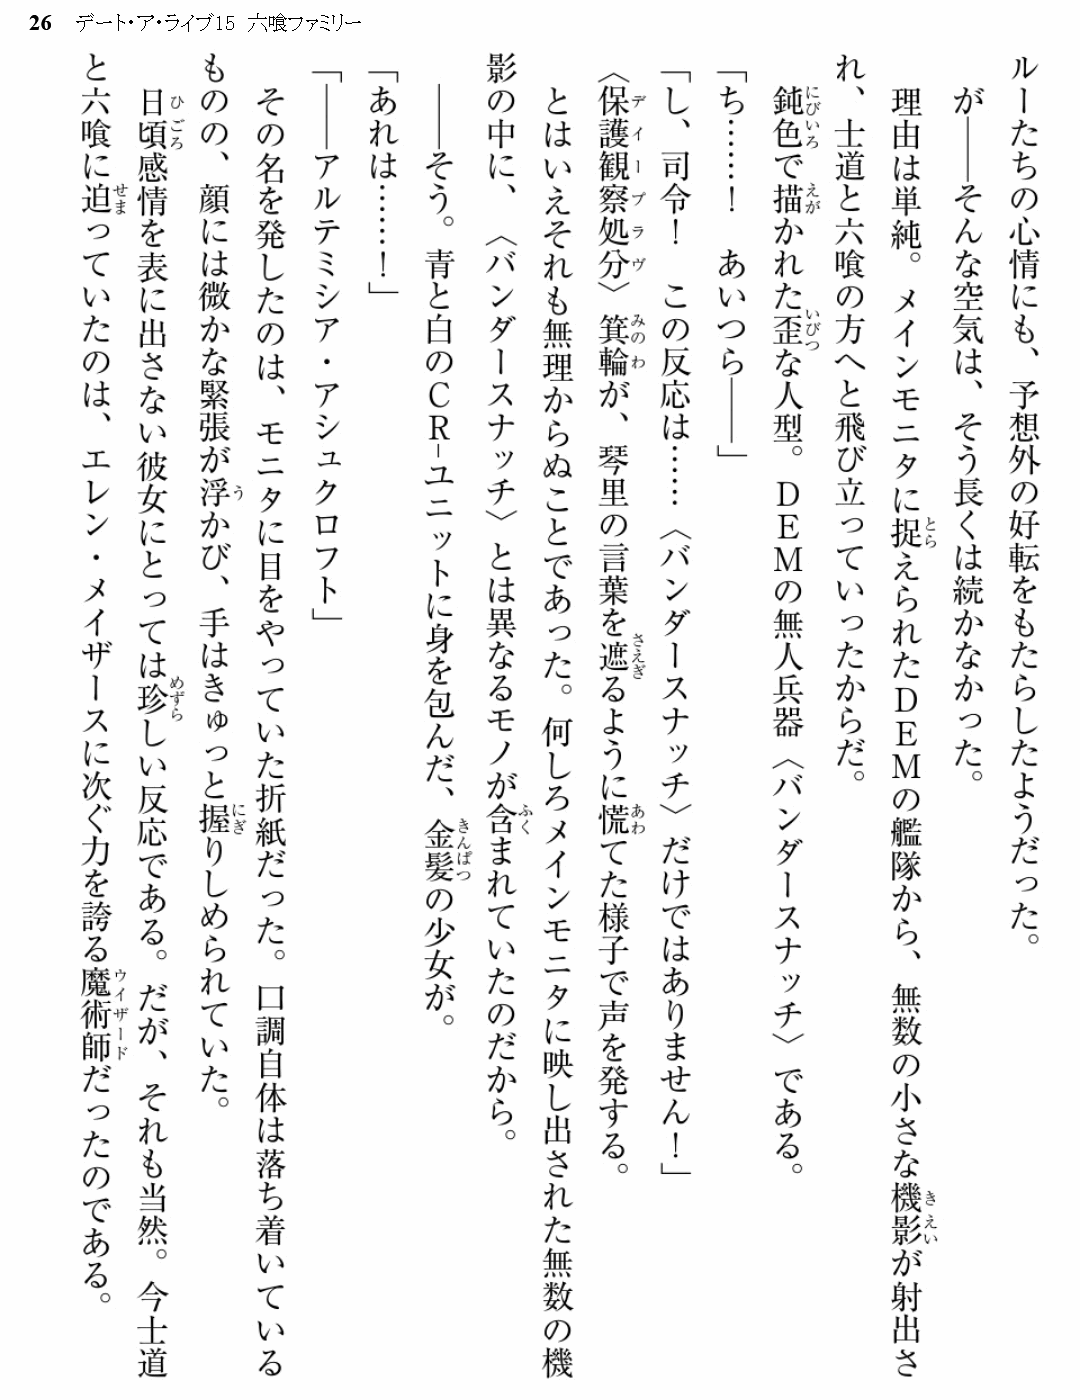 26 デート・ア・ライブ15 六喰ファミリー
ルーたちの心情にも、予想外の好転をもたらしたようだった。
が――そんな空気は、そう長くは続かなかった。
理由は単純。メインモニタに捉えられたＤＥＭの艦隊から、無数の小さな機影が射出さ
れ、士道と六喰の方へと飛び立っていったからだ。
鈍色で描かれた歪な人型。ＤＥＭの無人兵器〈バンダースナッチ〉である。
「ち……！　あいつら――」
「し、司令！　この反応は……〈バンダースナッチ〉だけではありません！」
〈保護観察処分〉箕輪が、琴里の言葉を遮るように慌てた様子で声を発する。
とはいえそれも無理からぬことであった。何しろメインモニタに映し出された無数の機
影の中に、〈バンダースナッチ〉とは異なるモノが含まれていたのだから。
――そう。青と白のＣＲ-ユニットに身を包んだ、金髪の少女が。
「あれは……！」
「――アルテミシア・アシュクロフト」
その名を発したのは、モニタに目をやっていた折紙だった。口調自体は落ち着いている
ものの、顔には微かな緊張が浮かび、手はきゅっと握りしめられていた。
日頃感情を表に出さない彼女にとっては珍しい反応である。だが、それも当然。今士道
と六喰に迫っていたのは、エレン・メイザースに次ぐ力を誇る魔術師だったのである。